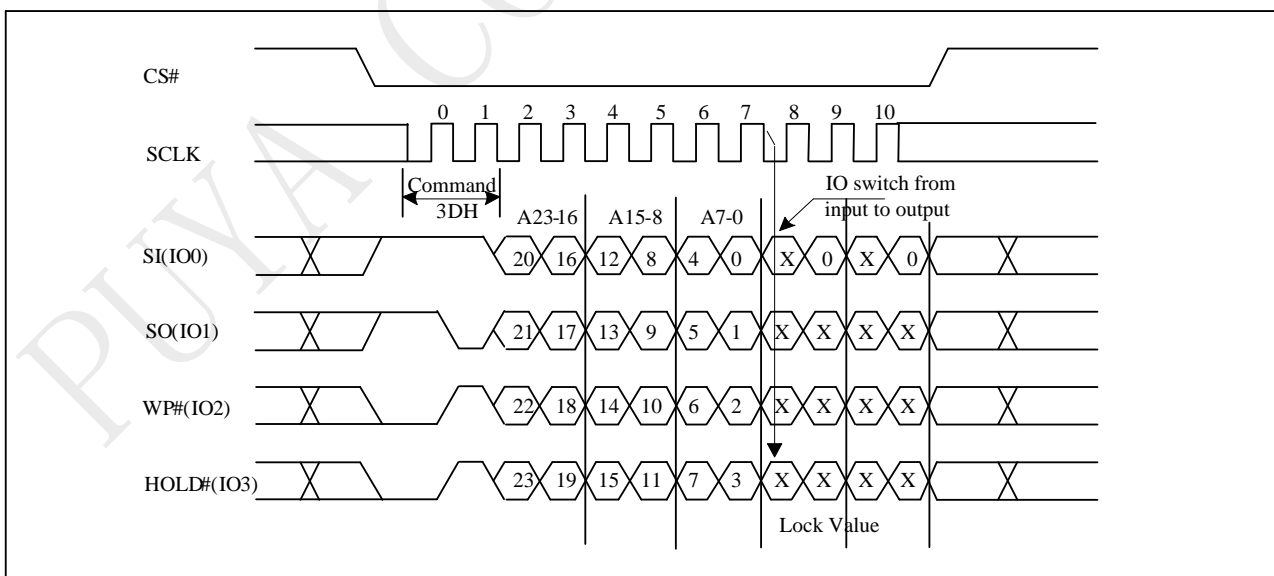 PUYA CO
CS#
0 1 2 3 4 5 6 7 8 9 10
SCLK
Command
3DH
IO switch from
input to output
A23-16 A15-8 A7-0
SI(IO0) 20 16 12 8 4 0 X 0 X 0
SO(IO1) 21 17 13 9 5 1 X X X X
WP#(IO2) 22 18 14 10 6 2 X X X X
HOLD#(IO3) 23 19 15 11 7 3 X X X X
Lock Value